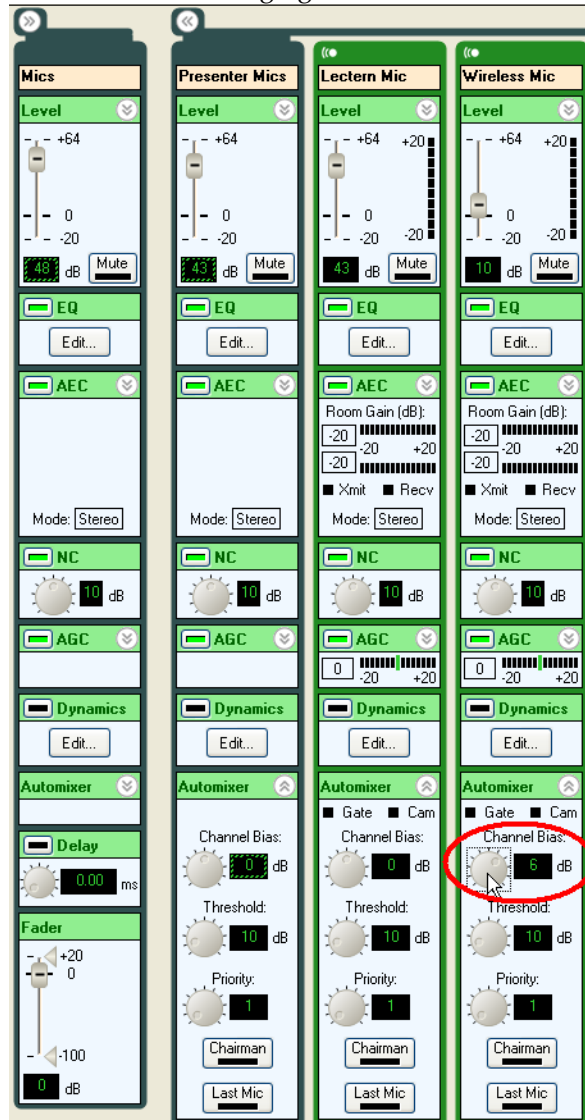 Mics
Level
+64
0
-20
48 dB Mute
EQ
Edit...
AEC
Mode: Stereo
NC
10 dB
AGC
Dynamics
Edit...
Automixer
Delay
0.00 ms
Fader
+20
0
-100
0 dB
Presenter Mics
Level
+64
0
-20
43 dB Mute
EQ
Edit...
AEC
Mode: Stereo
NC
10 dB
AGC
Dynamics
Edit...
Automixer
Channel Bias:
0 dB
Threshold:
10 dB
Priority:
1
Chairman
Last Mic
Lectern Mic
Level
+64 +20
0
-20 -20
43 dB Mute
EQ
Edit...
AEC
Room Gain (dB):
-20
-20 +20
-20
Xmit Recv
Mode: Stereo
NC
10 dB
AGC
0 -20 +20
Dynamics
Edit...
Automixer
Gate Cam
Channel Bias:
0 dB
Threshold:
10 dB
Priority:
1
Chairman
Last Mic
Wireless Mic
Level
+64 +20
0
-20 -20
10 dB Mute
EQ
Edit...
AEC
Room Gain (dB):
-20
-20 +20
-20
Xmit Recv
Mode: Stereo
NC
10 dB
AGC
0 -20 +20
Dynamics
Edit...
Automixer
Gate Cam
Channel Bias:
6 dB
Threshold:
10 dB
Priority:
1
Chairman
Last Mic